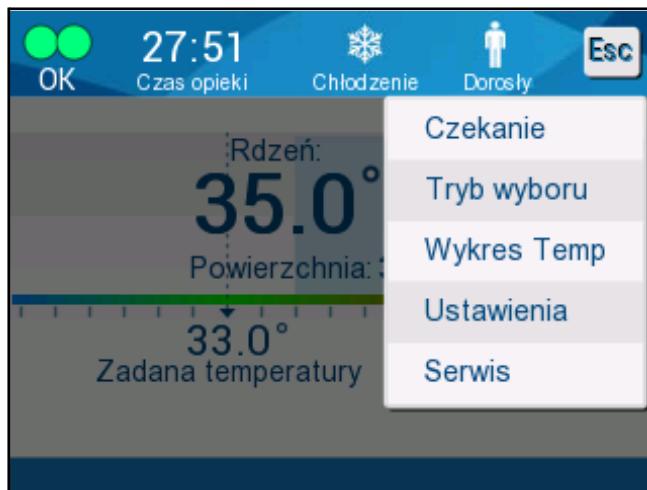 OK
27:51
Czas opieki
Chłodzenie
Dorosły
Esc
Rdzeń:
35.0°
Powierzchnia:
33.0°
Zadana temperatury
Czekanie
Tryb wyboru
Wykres Temp
Ustawienia
Serwis